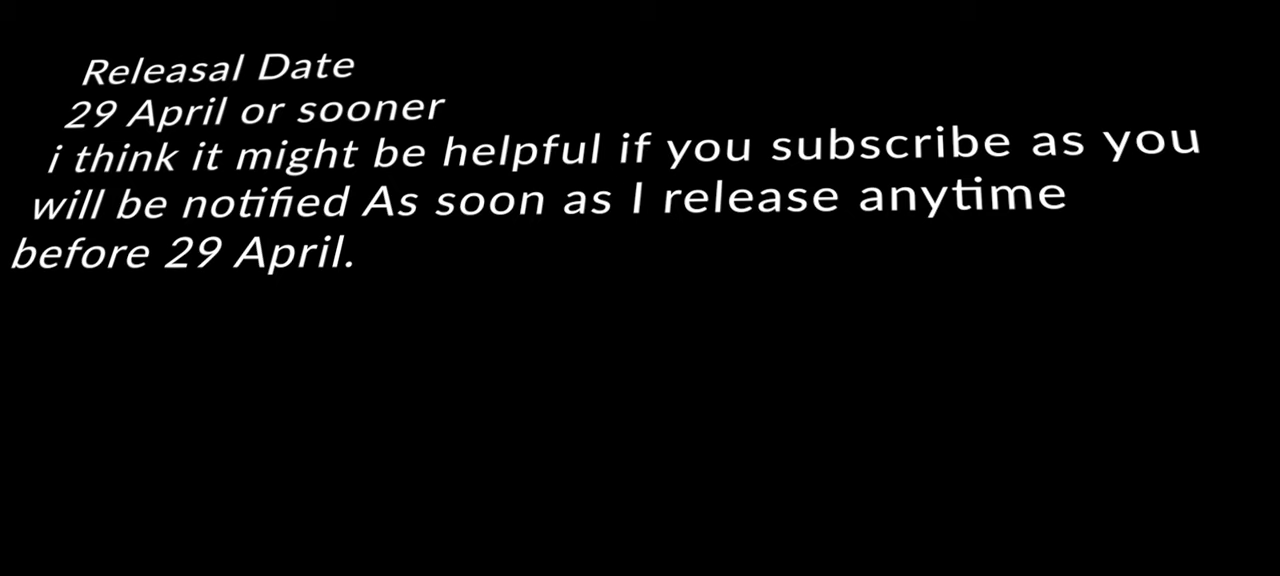 Releasal Date
29 April or sooner
i think it might be helpful if you subscribe as you
will be notified As soon as I release anytime
before 29 April.